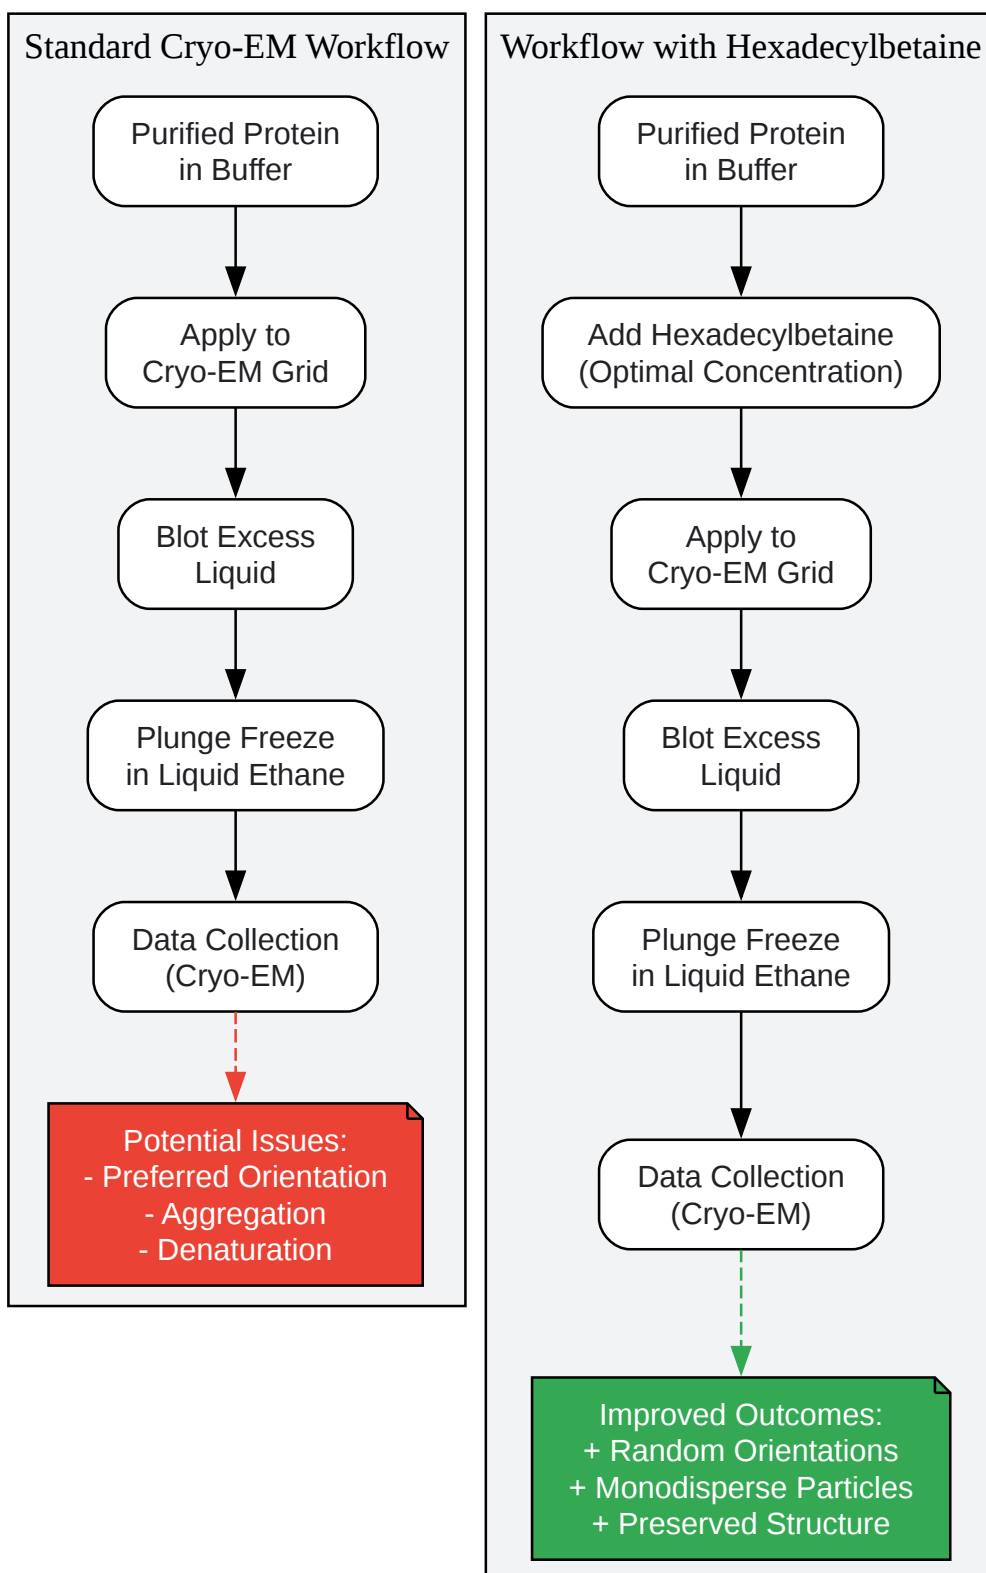 Standard Cryo-EM Workflow
Purified Protein
in Buffer
Apply to
Cryo-EM Grid
Blot Excess
Liquid
Plunge Freeze
in Liquid Ethane
Data Collection
(Cryo-EM)
Potential Issues:
- Preferred Orientation
- Aggregation
- Denaturation
Workflow with Hexadecylbetaine
Purified Protein
in Buffer
Add Hexadecylbetaine
(Optimal Concentration)
Apply to
Cryo-EM Grid
Blot Excess
Liquid
Plunge Freeze
in Liquid Ethane
Data Collection
(Cryo-EM)
Improved Outcomes:
+ Random Orientations
+ Monodisperse Particles
+ Preserved Structure